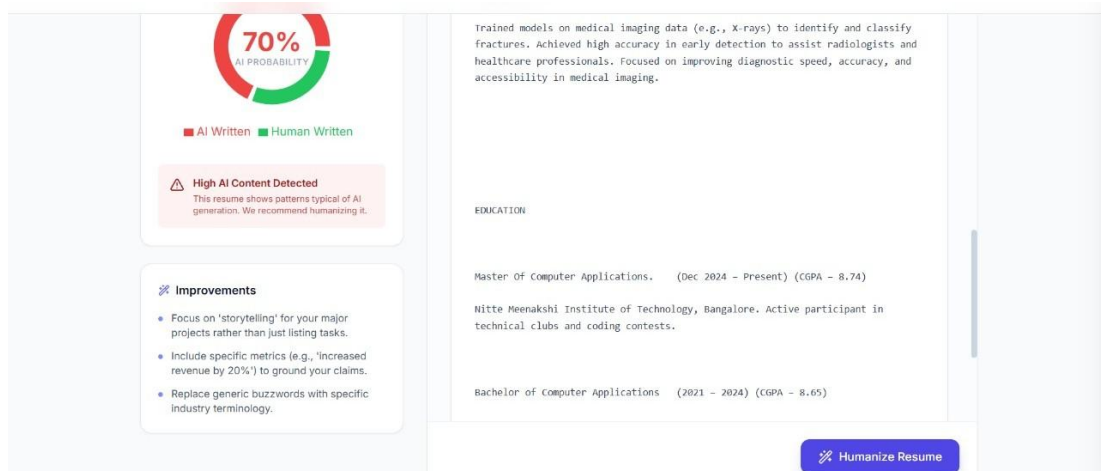 70%
AI PROBABILITY
AI Written
Human Written
High AI Content Detected
This resume shows patterns typical of AI
generation. We recommend humanizing it.
Improvements
Focus on 'storytelling' for your major
projects rather than just listing tasks.
Include specific metrics (e.g., 'increased
revenue by 20%') to ground your claims.
Replace generic buzzwords with specific
industry terminology.
Trained models on medical imaging data (e.g., X-rays) to identify and classify
fractures. Achieved high accuracy in early detection to assist radiologists and
healthcare professionals. Focused on improving diagnostic speed, accuracy, and
accessibility in medical imaging.
EDUCATION
Master Of Computer Applications. (Dec 2024 – Present) (CGPA – 8.74)
Nitte Meenakshi Institute of Technology, Bangalore. Active participant in
technical clubs and coding contests.
Bachelor of Computer Applications (2021 – 2024) (CGPA – 8.65)
Humanize Resume